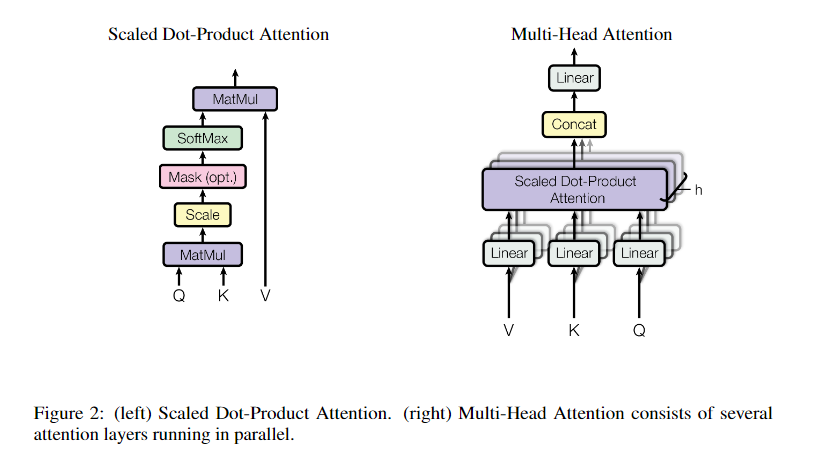 Scaled Dot-Product Attention
MatMul
SoftMax
Mask (opt.)
Scale
MatMul
Q K V
Multi-Head Attention
Linear
Concat
Scaled Dot-Product
Attention
h
Linear Linear Linear
V K Q
Figure 2: (left) Scaled Dot-Product Attention. (right) Multi-Head Attention consists of several
attention layers running in parallel.